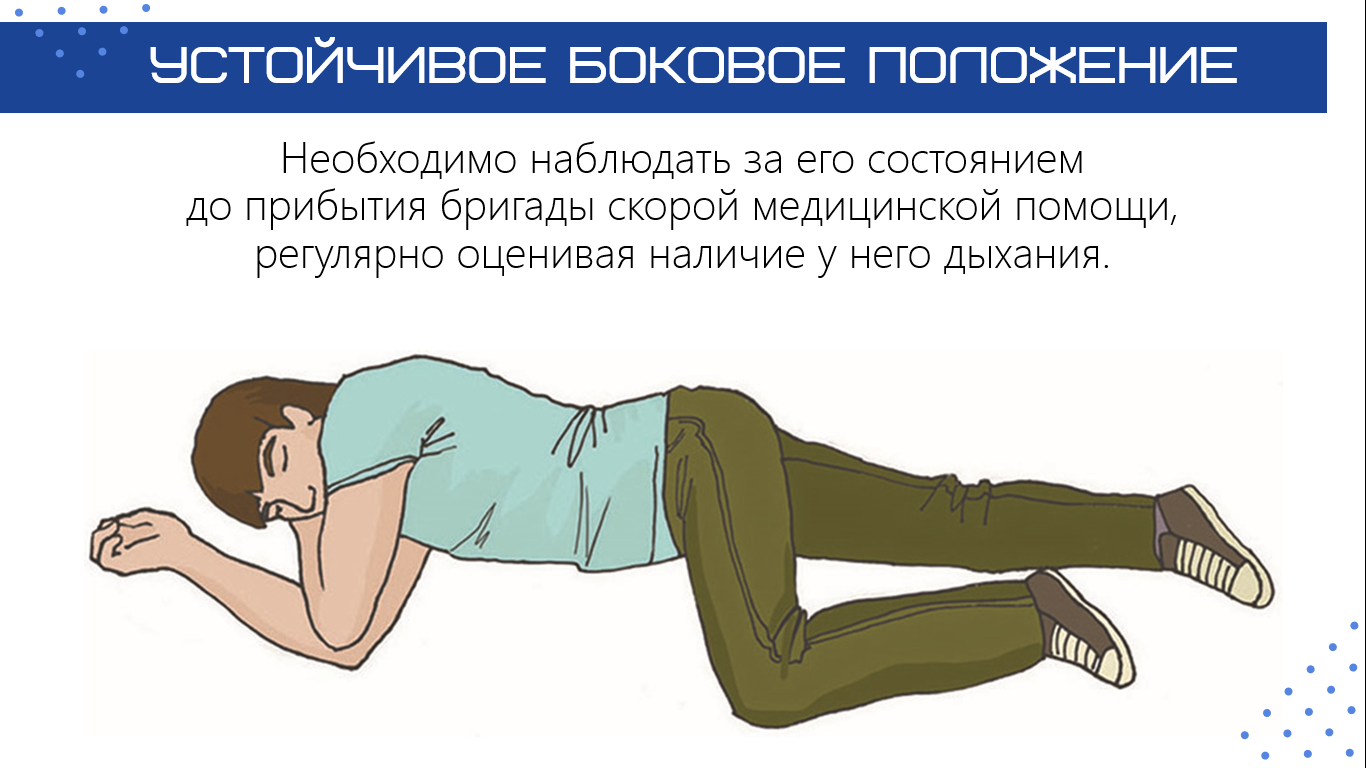 УСТОЙЧИВОЕ БОКОВОЕ ПОЛОЖЕНИЕ
Необходимо наблюдать за его состоянием
до прибытия бригады скорой медицинской помощи,
регулярно оценивая наличие у него дыхания.